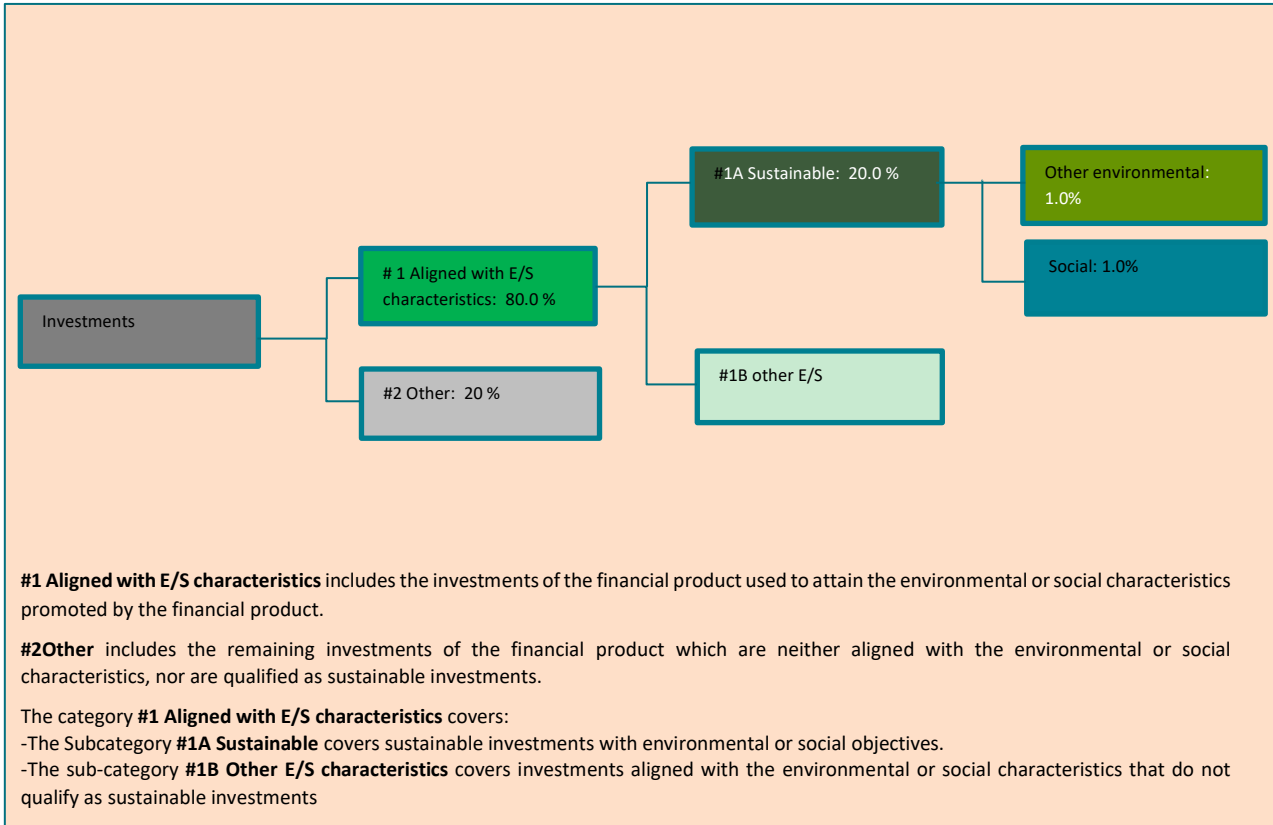 #1A Sustainable: 20.0 %
Other environmental:
1.0%
# 1 Aligned with E/S
characteristics: 80.0 %
Social: 1.0%
Investments
#2 Other: 20 %
#1B other E/S
#1 Aligned with E/S characteristics includes the investments of the financial product used to attain the environmental or social characteristics
promoted by the financial product.
#2Other includes the remaining investments of the financial product which are neither aligned with the environmental or social
characteristics, nor are qualified as sustainable investments.
The category #1 Aligned with E/S characteristics covers:
-The Subcategory #1A Sustainable covers sustainable investments with environmental or social objectives.
-The sub-category #1B Other E/S characteristics covers investments aligned with the environmental or social characteristics that do not
qualify as sustainable investments